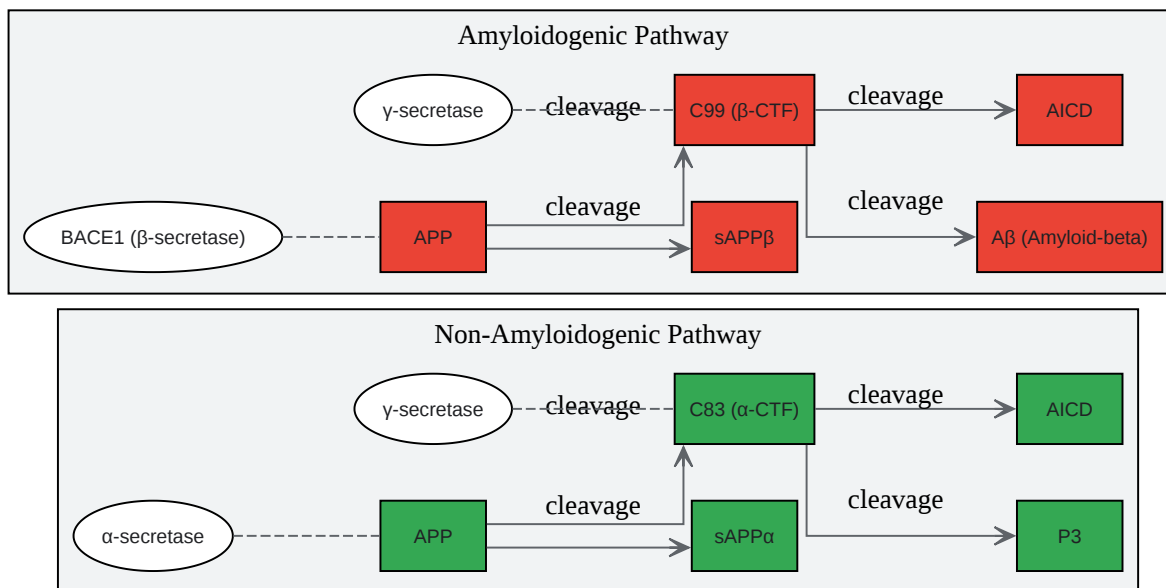 Amyloidogenic Pathway
γ-secretase
cleavage
C99 (β-CTF)
cleavage
AICD
BACE1 (β-secretase)
APP
cleavage
sAPPβ
cleavage
Aβ (Amyloid-beta)
Non-Amyloidogenic Pathway
γ-secretase
cleavage
C83 (α-CTF)
cleavage
AICD
α-secretase
APP
cleavage
sAPPα
cleavage
P3